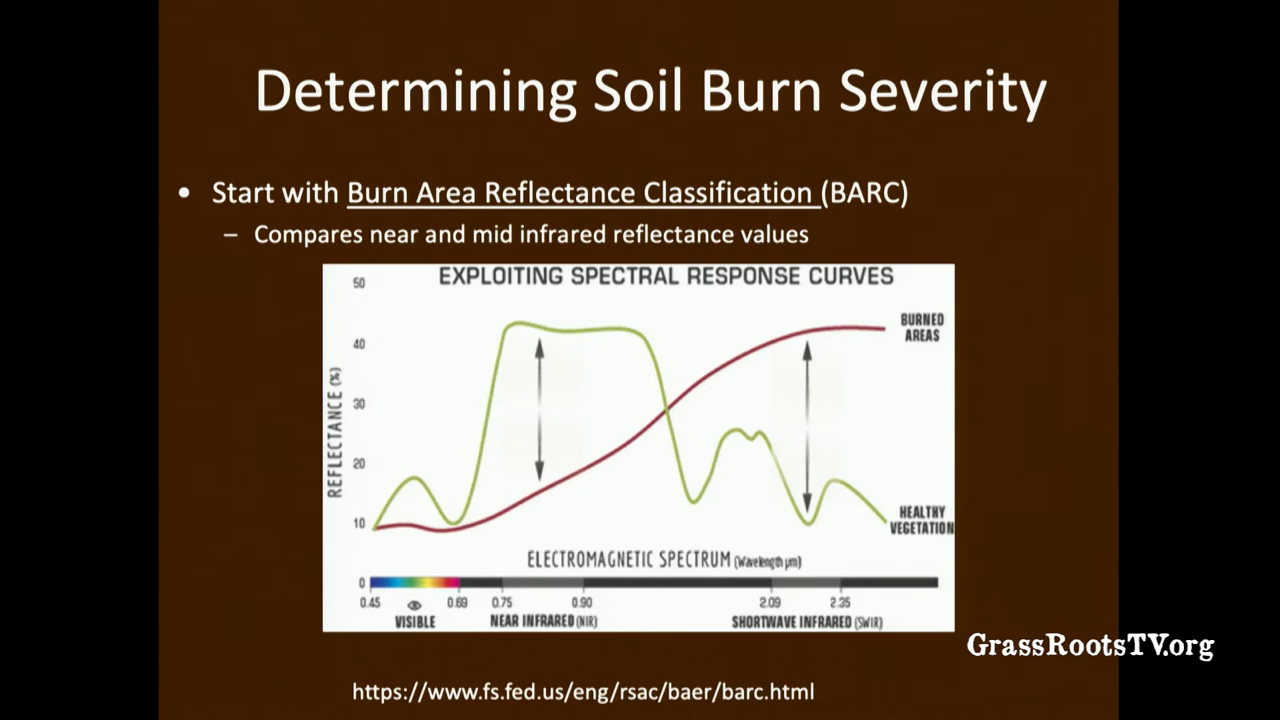 Determining Soil Burn Severity
• Start with Burn Area Reflectance Classification (BARC)
– Compares near and mid infrared reflectance values
EXPLOITING SPECTRAL RESPONSE CURVES
50
40
30
20
10
0
REFLECTANCE (%)
BURNED
AREAS
HEALTHY
VEGETATION
ELECTROMAGNETIC SPECTRUM (Wavelength µm)
0.45 0.69 0.75 0.90 2.09 2.35
VISIBLE NEAR INFRARED (NIR) SHORTWAVE INFRARED (SWIR)
GrassRootsTV.org
https://www.fs.fed.us/eng/rsac/baer/barc.html